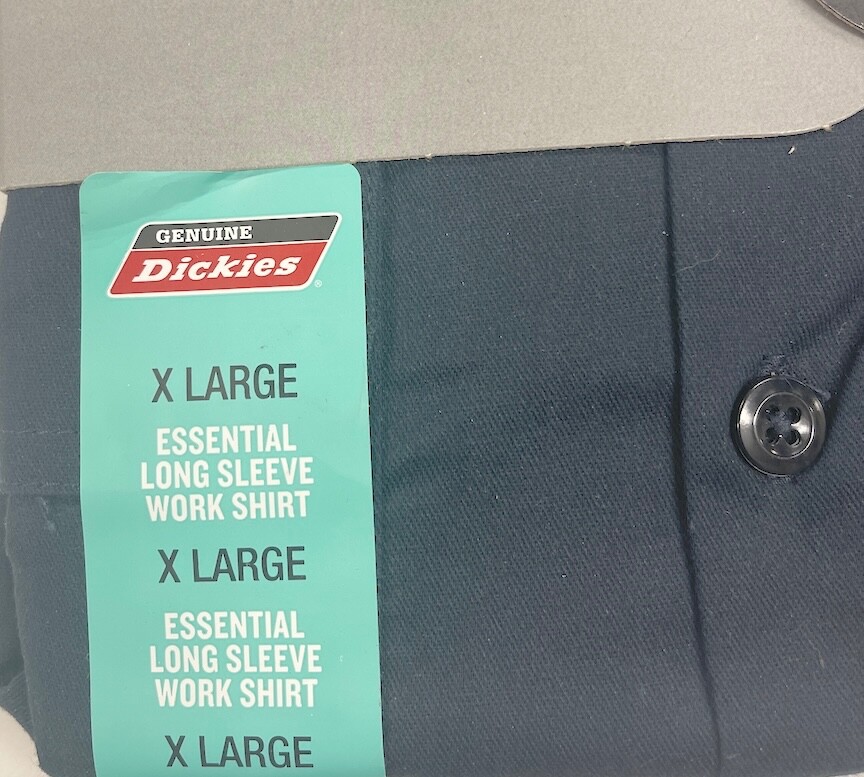 GENUINE
Dickies®
X LARGE
ESSENTIAL
LONG SLEEVE
WORK SHIRT
X LARGE
ESSENTIAL
LONG SLEEVE
WORK SHIRT
X LARGE